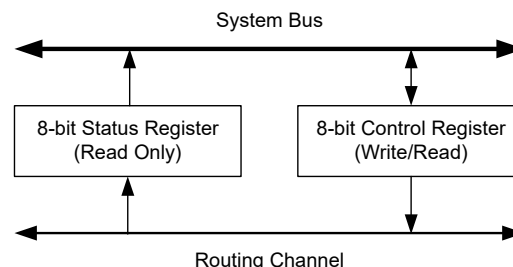 System Bus
8-bit Status Register
(Read Only)
8-bit Control Register
(Write/Read)
Routing Channel